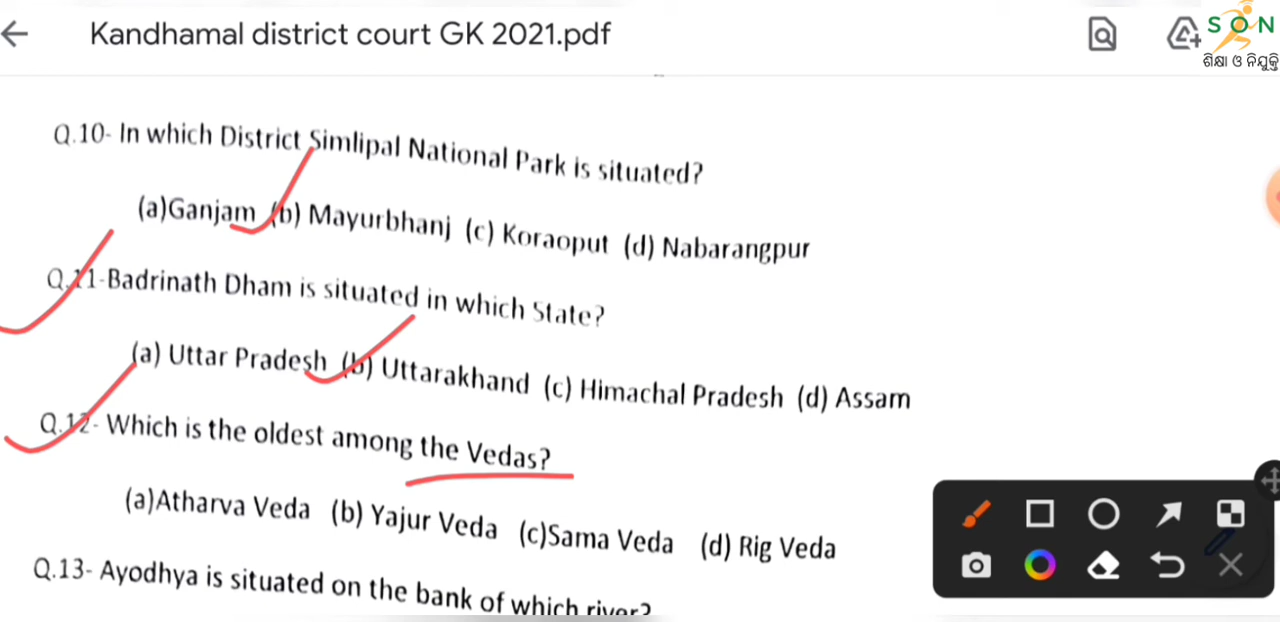 Kandhamal district court GK 2021.pdf
SON
ଶିକ୍ଷା ଓ ନିଯୁକ୍ତି
Q.10- In which District Simlipal National Park is situated?
(a)Ganjam (b) Mayurbhanj (c) Koraoput (d) Nabarangpur
Q.11-Badrinath Dham is situated in which State?
(a) Uttar Pradesh (b) Uttarakhand (c) Himachal Pradesh (d) Assam
Q.12- Which is the oldest among the Vedas?
(a)Atharva Veda (b) Yajur Veda (c)Sama Veda (d) Rig Veda
Q.13- Ayodhya is situated on the bank of which river?